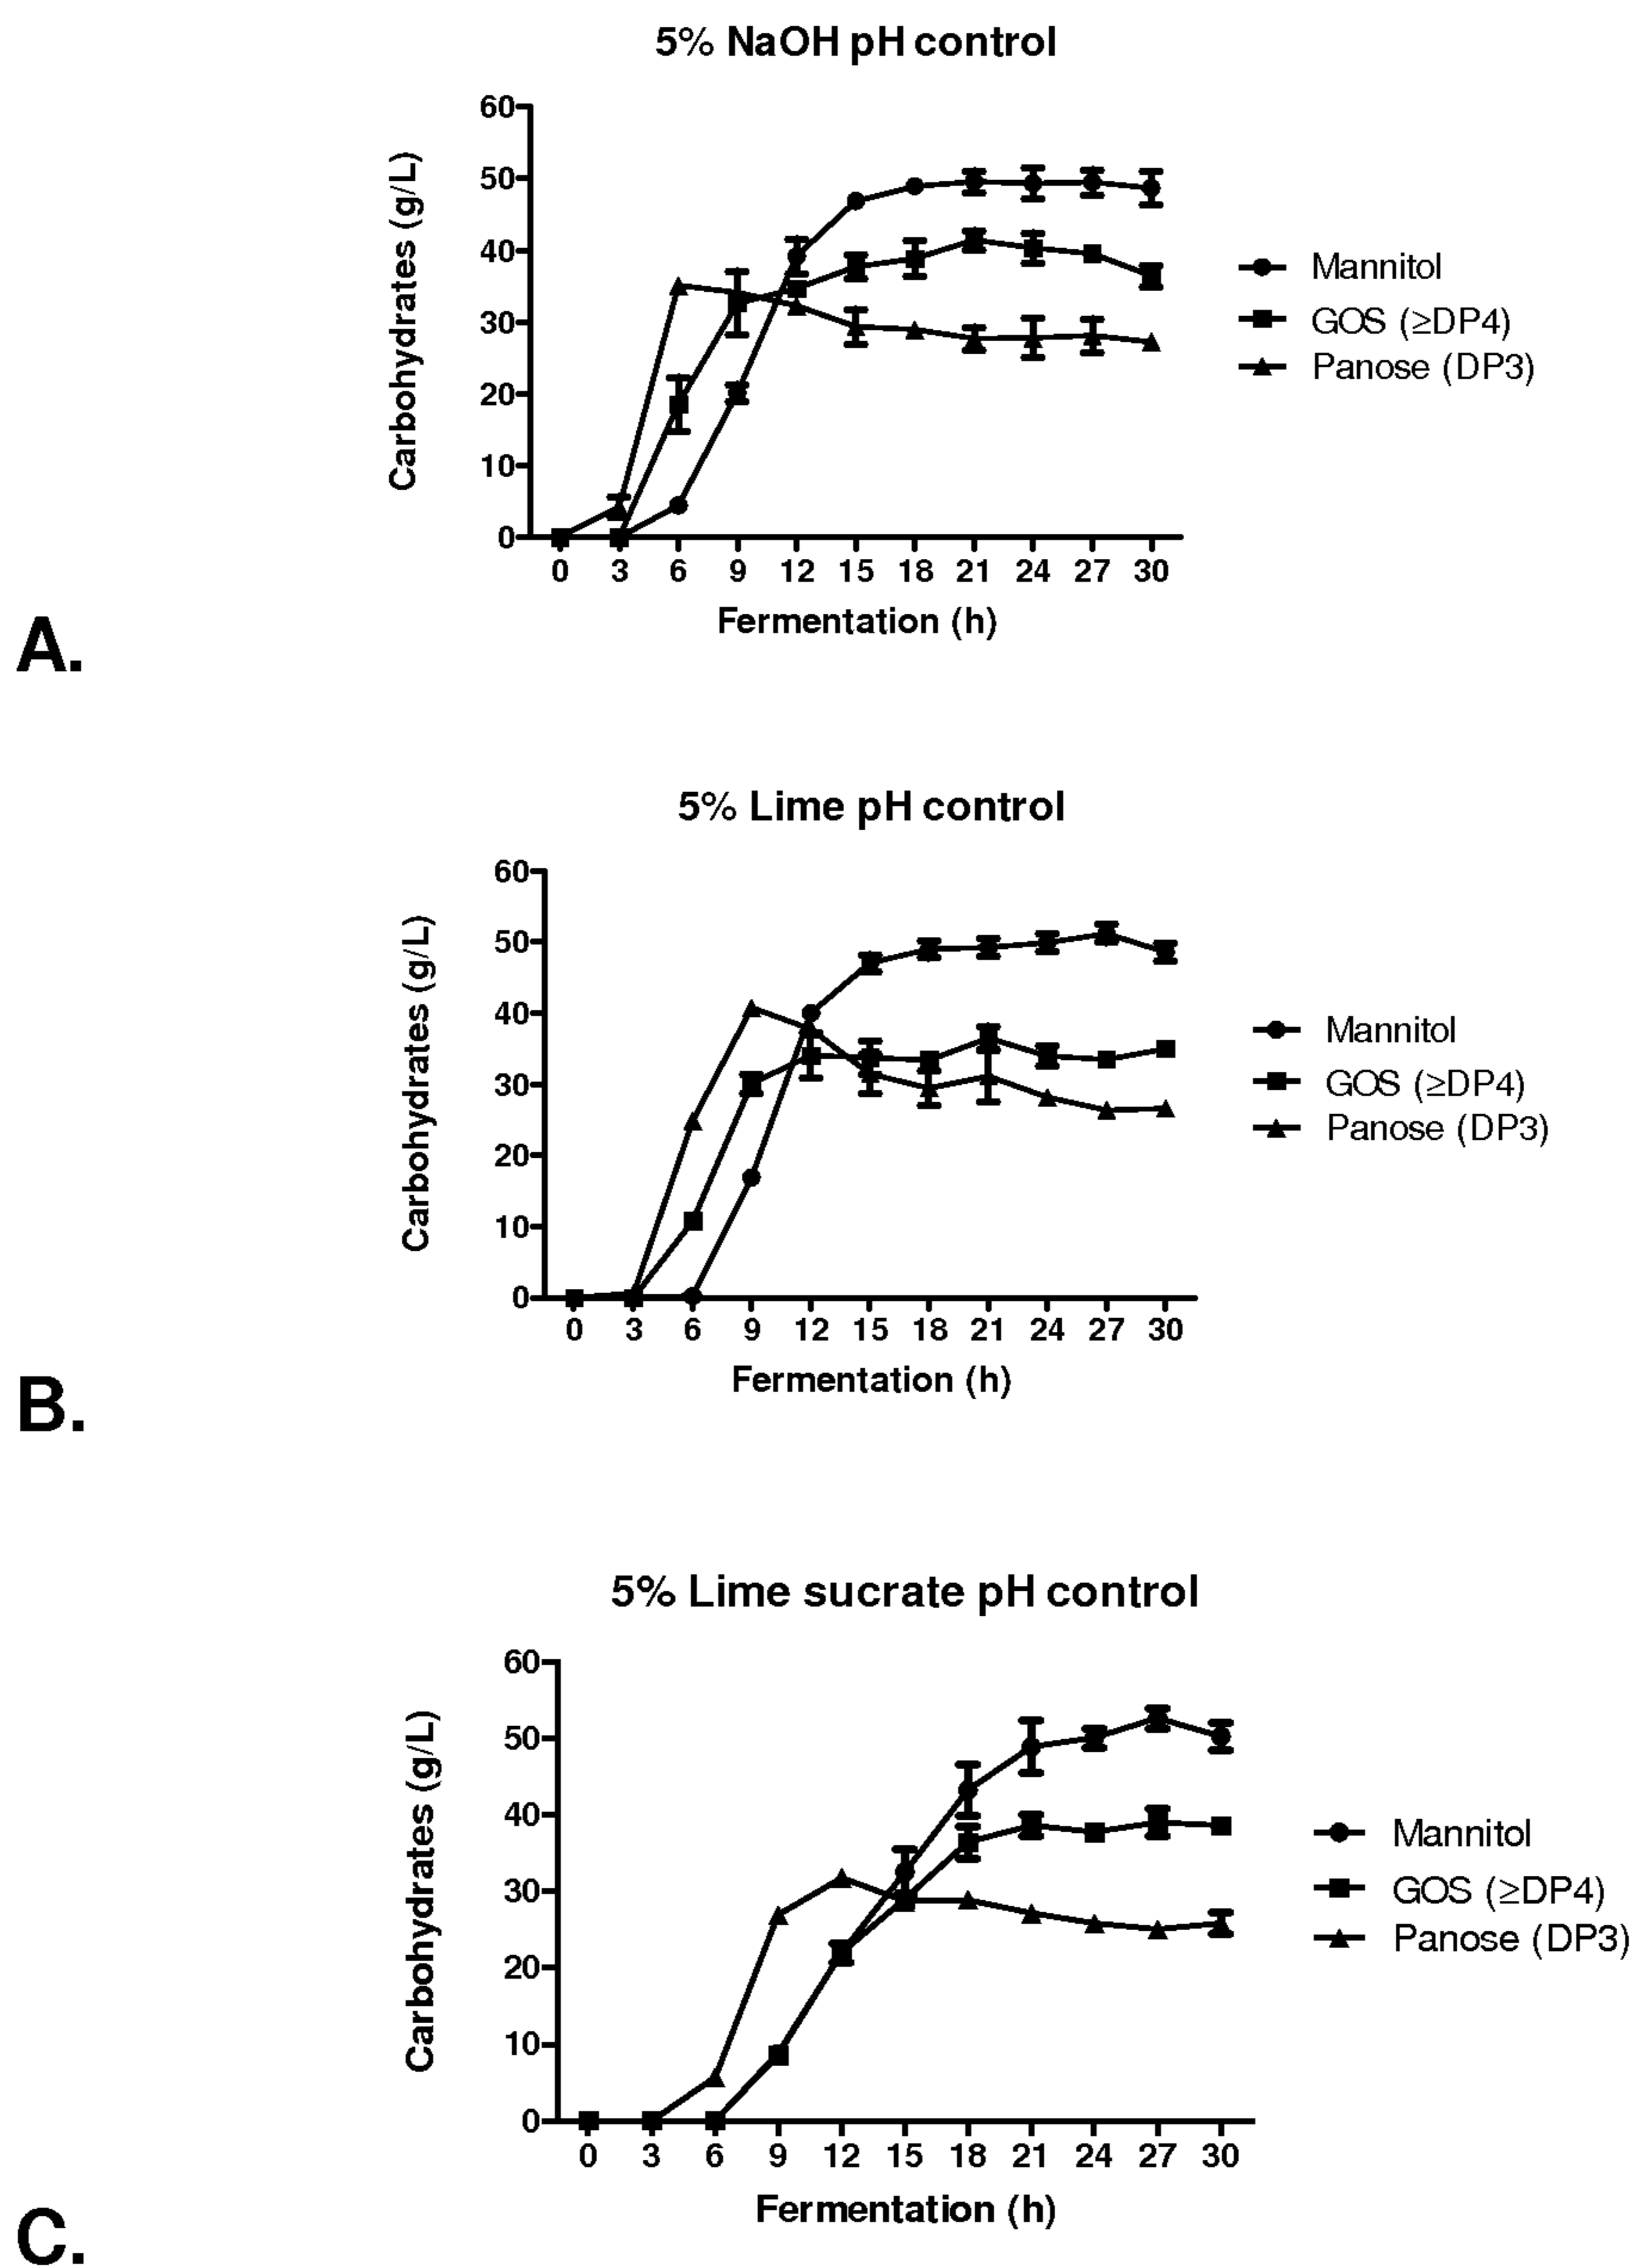 5% NaOH pH control
Carbohydrates (g/L)
60
50
40
30
20
10
0
0 3 6 9 12 15 18 21 24 27 30
Fermentation (h)
Mannitol
GOS (≥DP4)
Panose (DP3)
A.
5% Lime pH control
Carbohydrates (g/L)
60
50
40
30
20
10
0
0 3 6 9 12 15 18 21 24 27 30
Fermentation (h)
Mannitol
GOS (≥DP4)
Panose (DP3)
B.
5% Lime sucrate pH control
Carbohydrates (g/L)
60
50
40
30
20
10
0
0 3 6 9 12 15 18 21 24 27 30
Fermentation (h)
Mannitol
GOS (≥DP4)
Panose (DP3)
C.